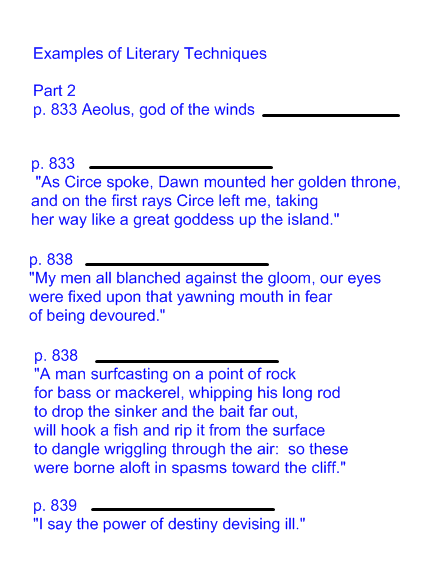 Examples of Literary Techniques
Part 2
p. 833 Aeolus, god of the winds
p. 833
"As Circe spoke, Dawn mounted her golden throne,
and on the first rays Circe left me, taking
her way like a great goddess up the island."
p. 838
"My men all blanched against the gloom, our eyes
were fixed upon that yawning mouth in fear
of being devoured."
p. 838
"A man surfcasting on a point of rock
for bass or mackerel, whipping his long rod
to drop the sinker and the bait far out,
will hook a fish and rip it from the surface
to dangle wriggling through the air:  so these
were borne aloft in spasms toward the cliff."
p. 839
"I say the power of destiny devising ill."